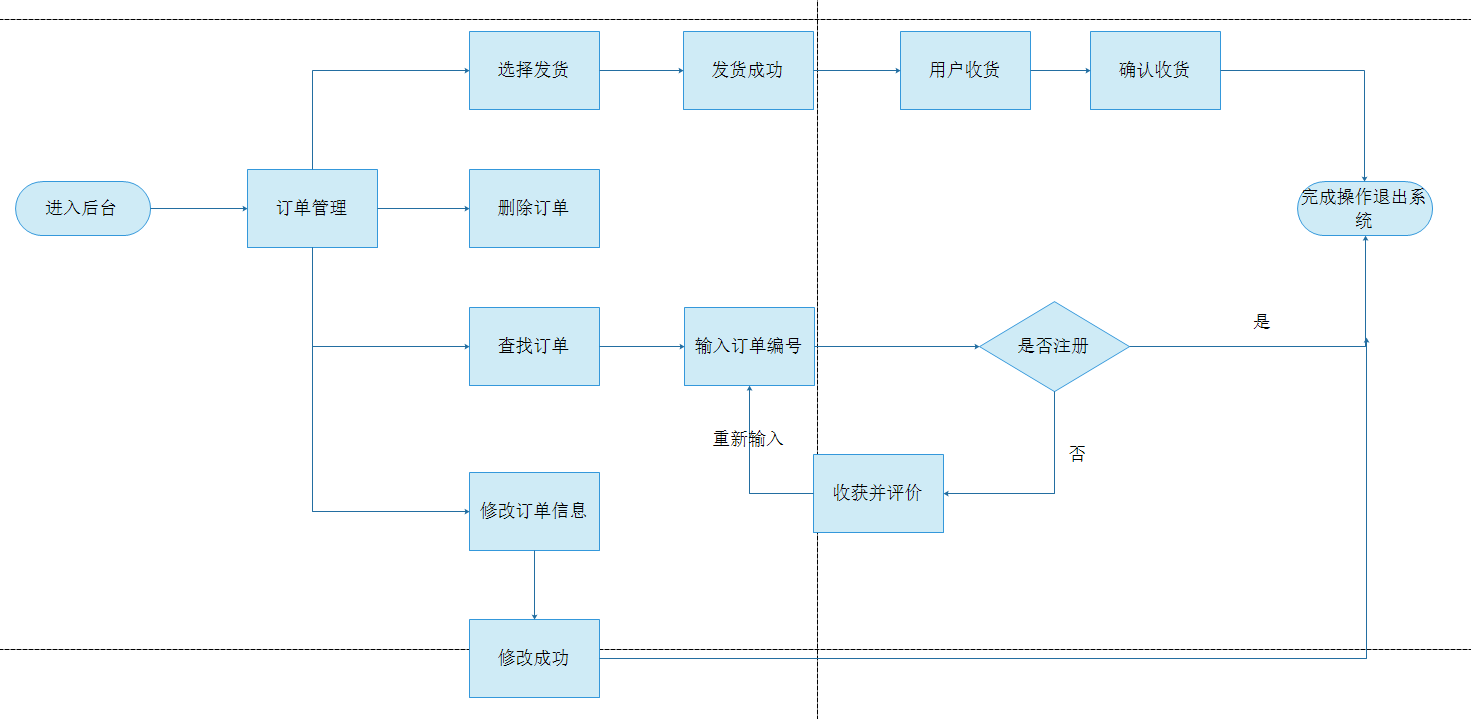 选择发货
发货成功
用户收货
确认收货
进入后台
订单管理
删除订单
完成操作退出系
统
查找订单
输入订单编号
是否注册
是
重新输入
否
收获并评价
修改订单信息
修改成功